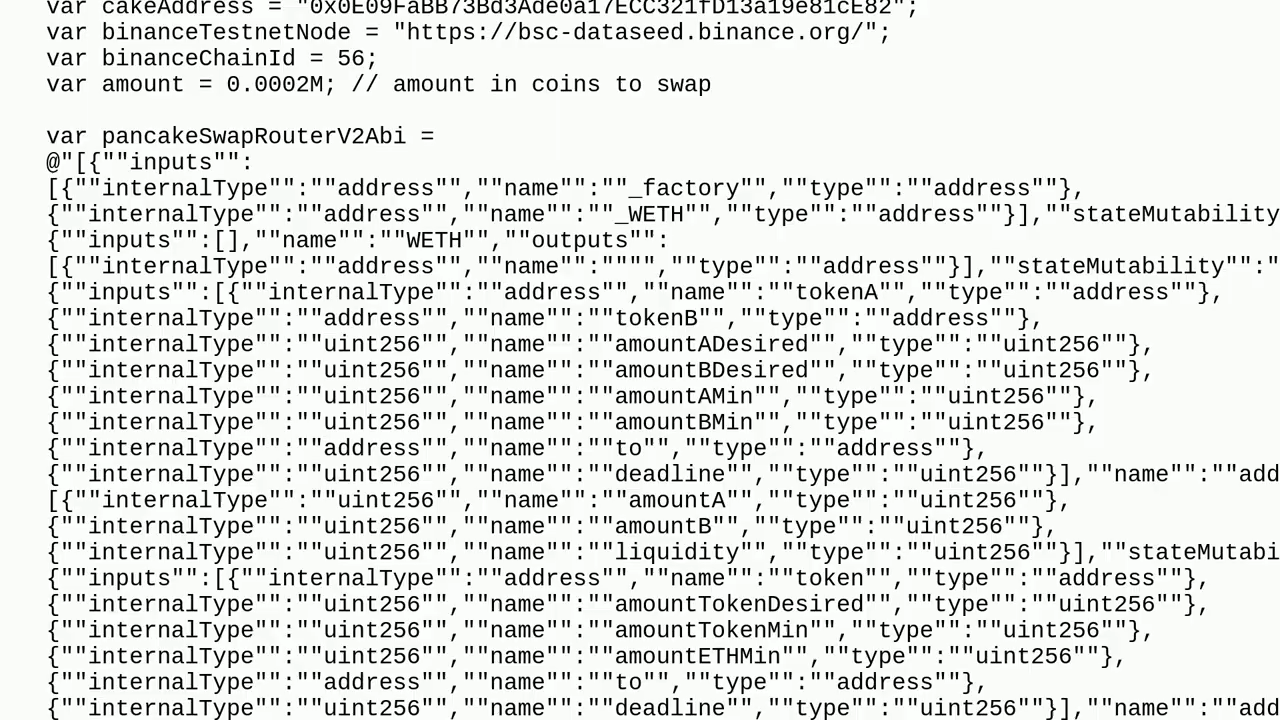 var cakeAddress = "0x0E09FaBB73Bd3Ade0a17ECC321fD13a19e81cE82";
var binanceTestnetNode = "https://bsc-dataseed.binance.org/";
var binanceChainId = 56;
var amount = 0.0002M; // amount in coins to swap
var pancakeSwapRouterV2Abi =
@"[{""inputs"":
[{""internalType"":""address"",""name"":""_factory"",""type"":""address""},
{""internalType"":""address"",""name"":""_WETH"",""type"":""address""}],""stateMutability
{""inputs"":[],""name"":""WETH"",""outputs"":
[{""internalType"":""address"",""name"":"""",""type"":""address""}],""stateMutability"":"
{""inputs"":[{""internalType"":""address"",""name"":""tokenA"",""type"":""address""},
{""internalType"":""address"",""name"":""tokenB"",""type"":""address""},
{""internalType"":""uint256"",""name"":""amountADesired"",""type"":""uint256""},
{""internalType"":""uint256"",""name"":""amountBDesired"",""type"":""uint256""},
{""internalType"":""uint256"",""name"":""amountAMin"",""type"":""uint256""},
{""internalType"":""uint256"",""name"":""amountBMin"",""type"":""uint256""},
{""internalType"":""address"",""name"":""to"",""type"":""address""},
{""internalType"":""uint256"",""name"":""deadline"",""type"":""uint256""}],""name"":""add
[{""internalType"":""uint256"",""name"":""amountA"",""type"":""uint256""},
{""internalType"":""uint256"",""name"":""amountB"",""type"":""uint256""},
{""internalType"":""uint256"",""name"":""liquidity"",""type"":""uint256""}],""stateMutabi
{""inputs"":[{""internalType"":""address"",""name"":""token"",""type"":""address""},
{""internalType"":""uint256"",""name"":""amountTokenDesired"",""type"":""uint256""},
{""internalType"":""uint256"",""name"":""amountTokenMin"",""type"":""uint256""},
{""internalType"":""uint256"",""name"":""amountETHMin"",""type"":""uint256""},
{""internalType"":""address"",""name"":""to"",""type"":""address""},
{""internalType"":""uint256"",""name"":""deadline"",""type"":""uint256""}],""name"":""add